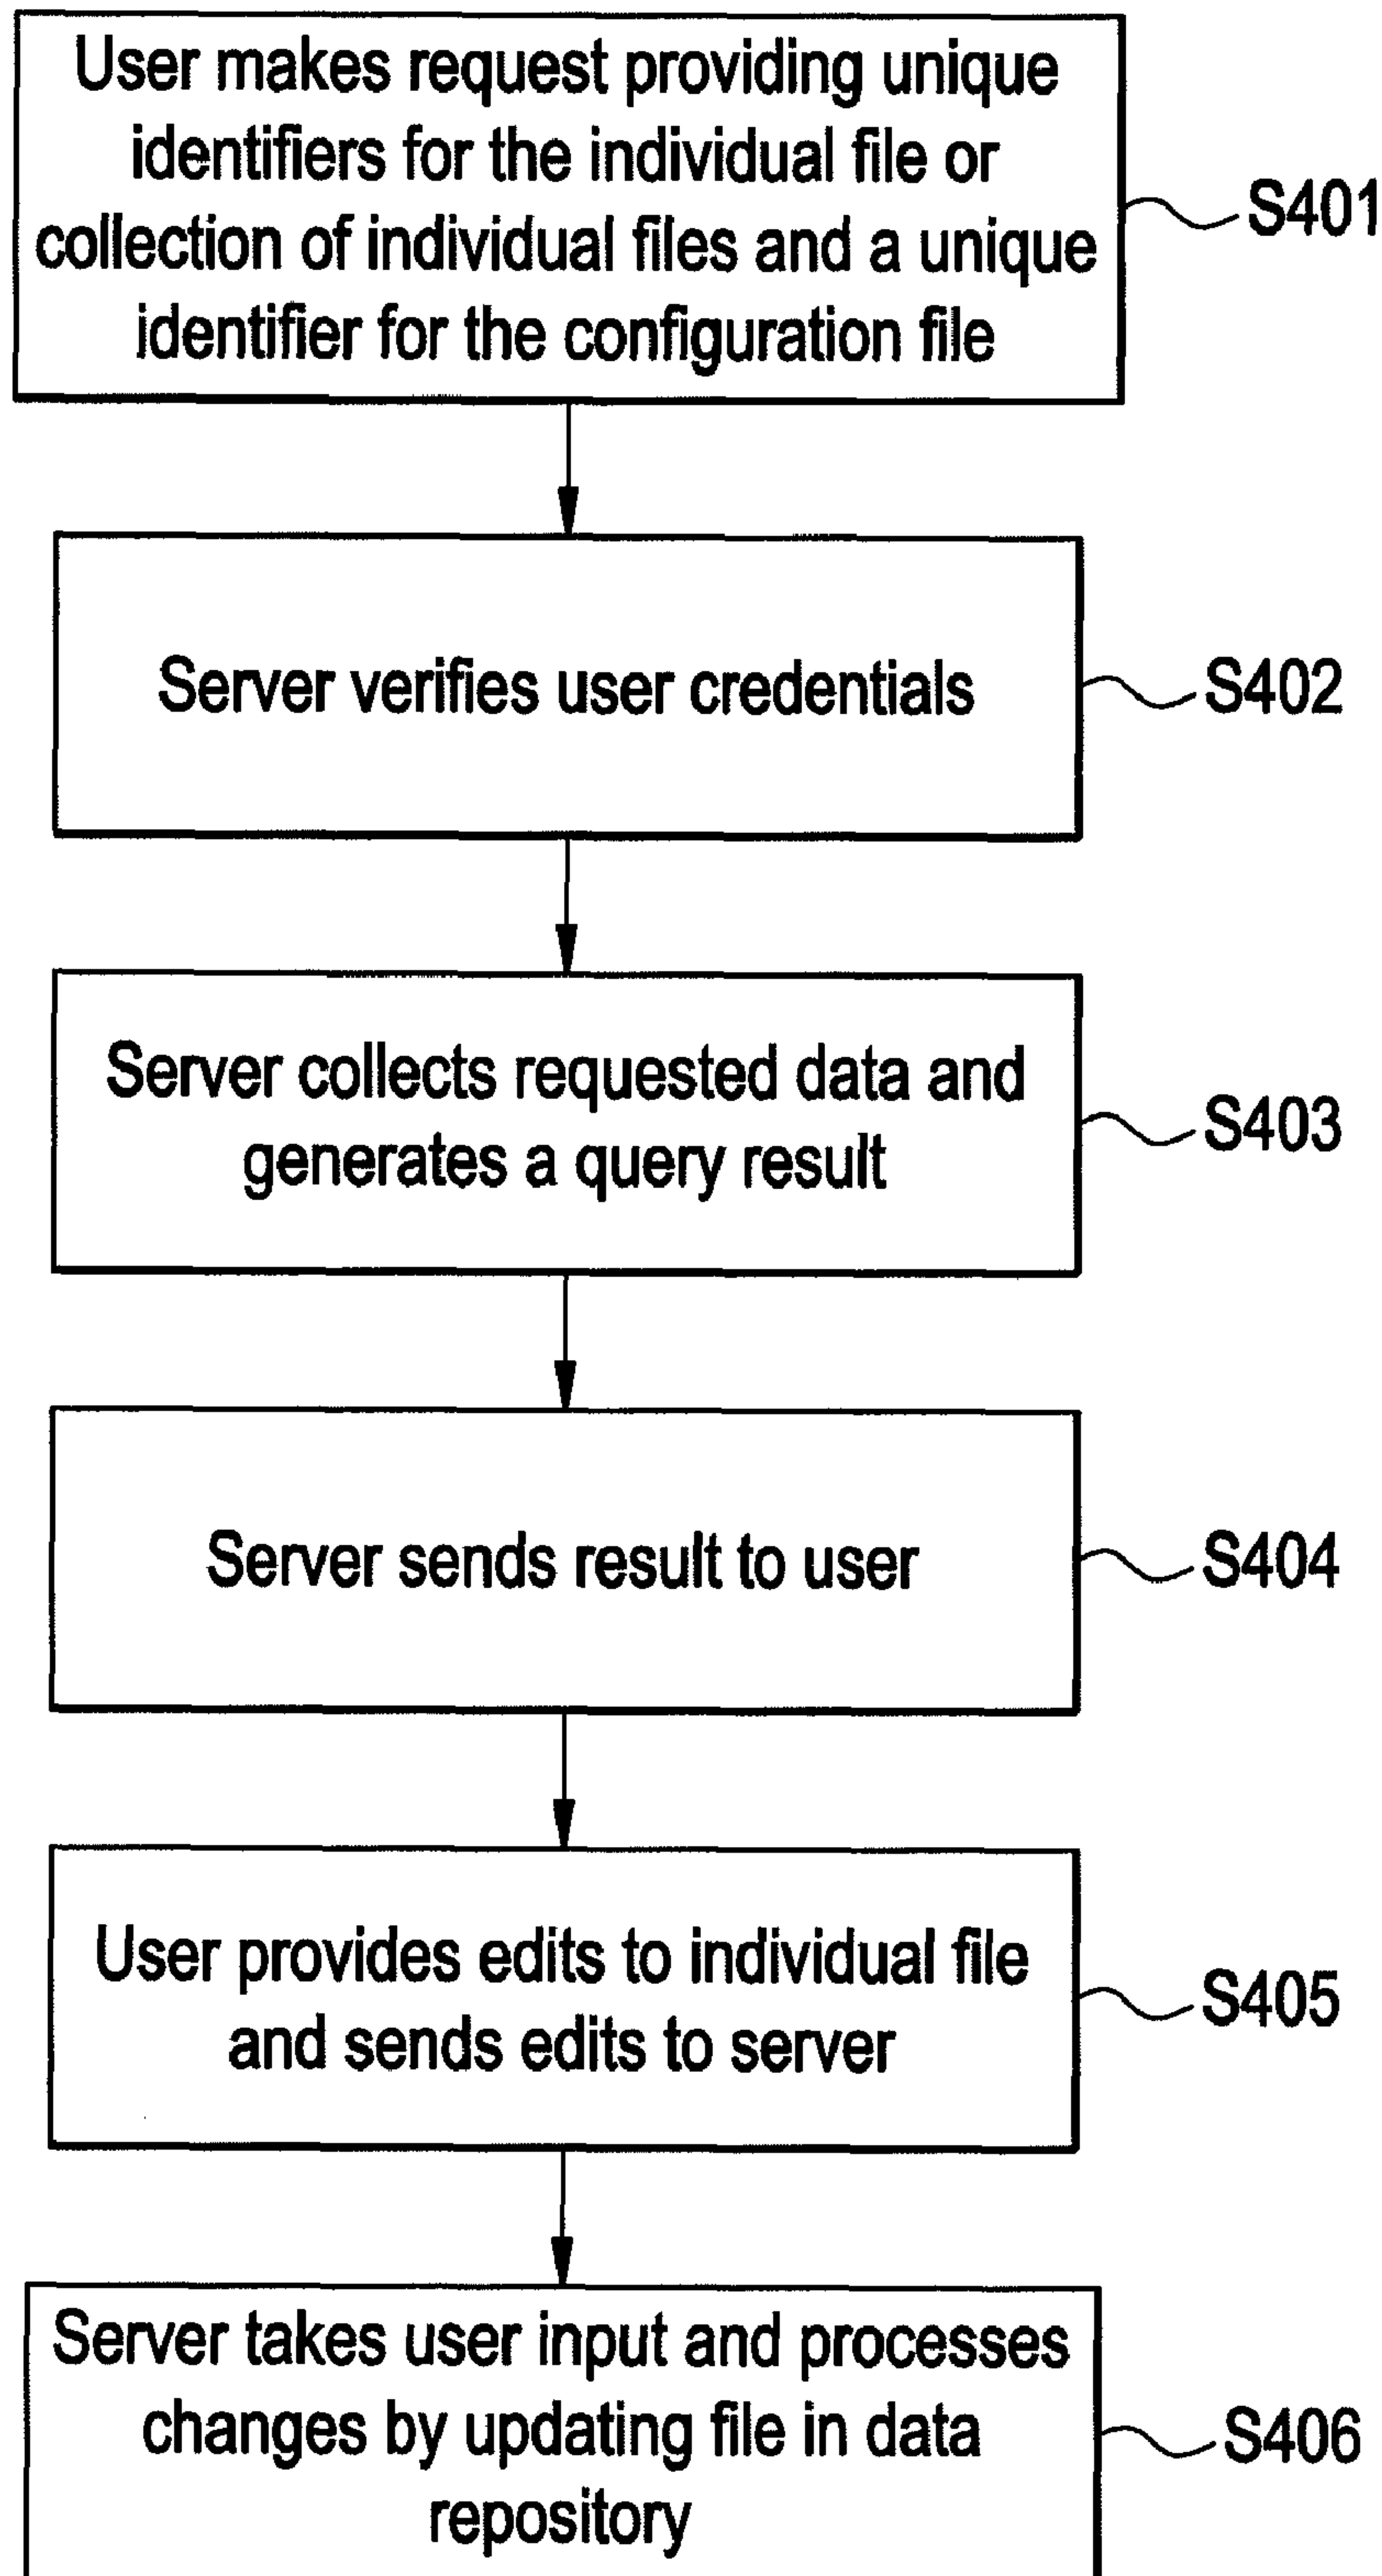 User makes request providing unique
identifiers for the individual file or
collection of individual files and a unique
identifier for the configuration file
S401
Server verifies user credentials
S402
Server collects requested data and
generates a query result
S403
Server sends result to user
S404
User provides edits to individual file
and sends edits to server
S405
Server takes user input and processes
changes by updating file in data
repository
S406